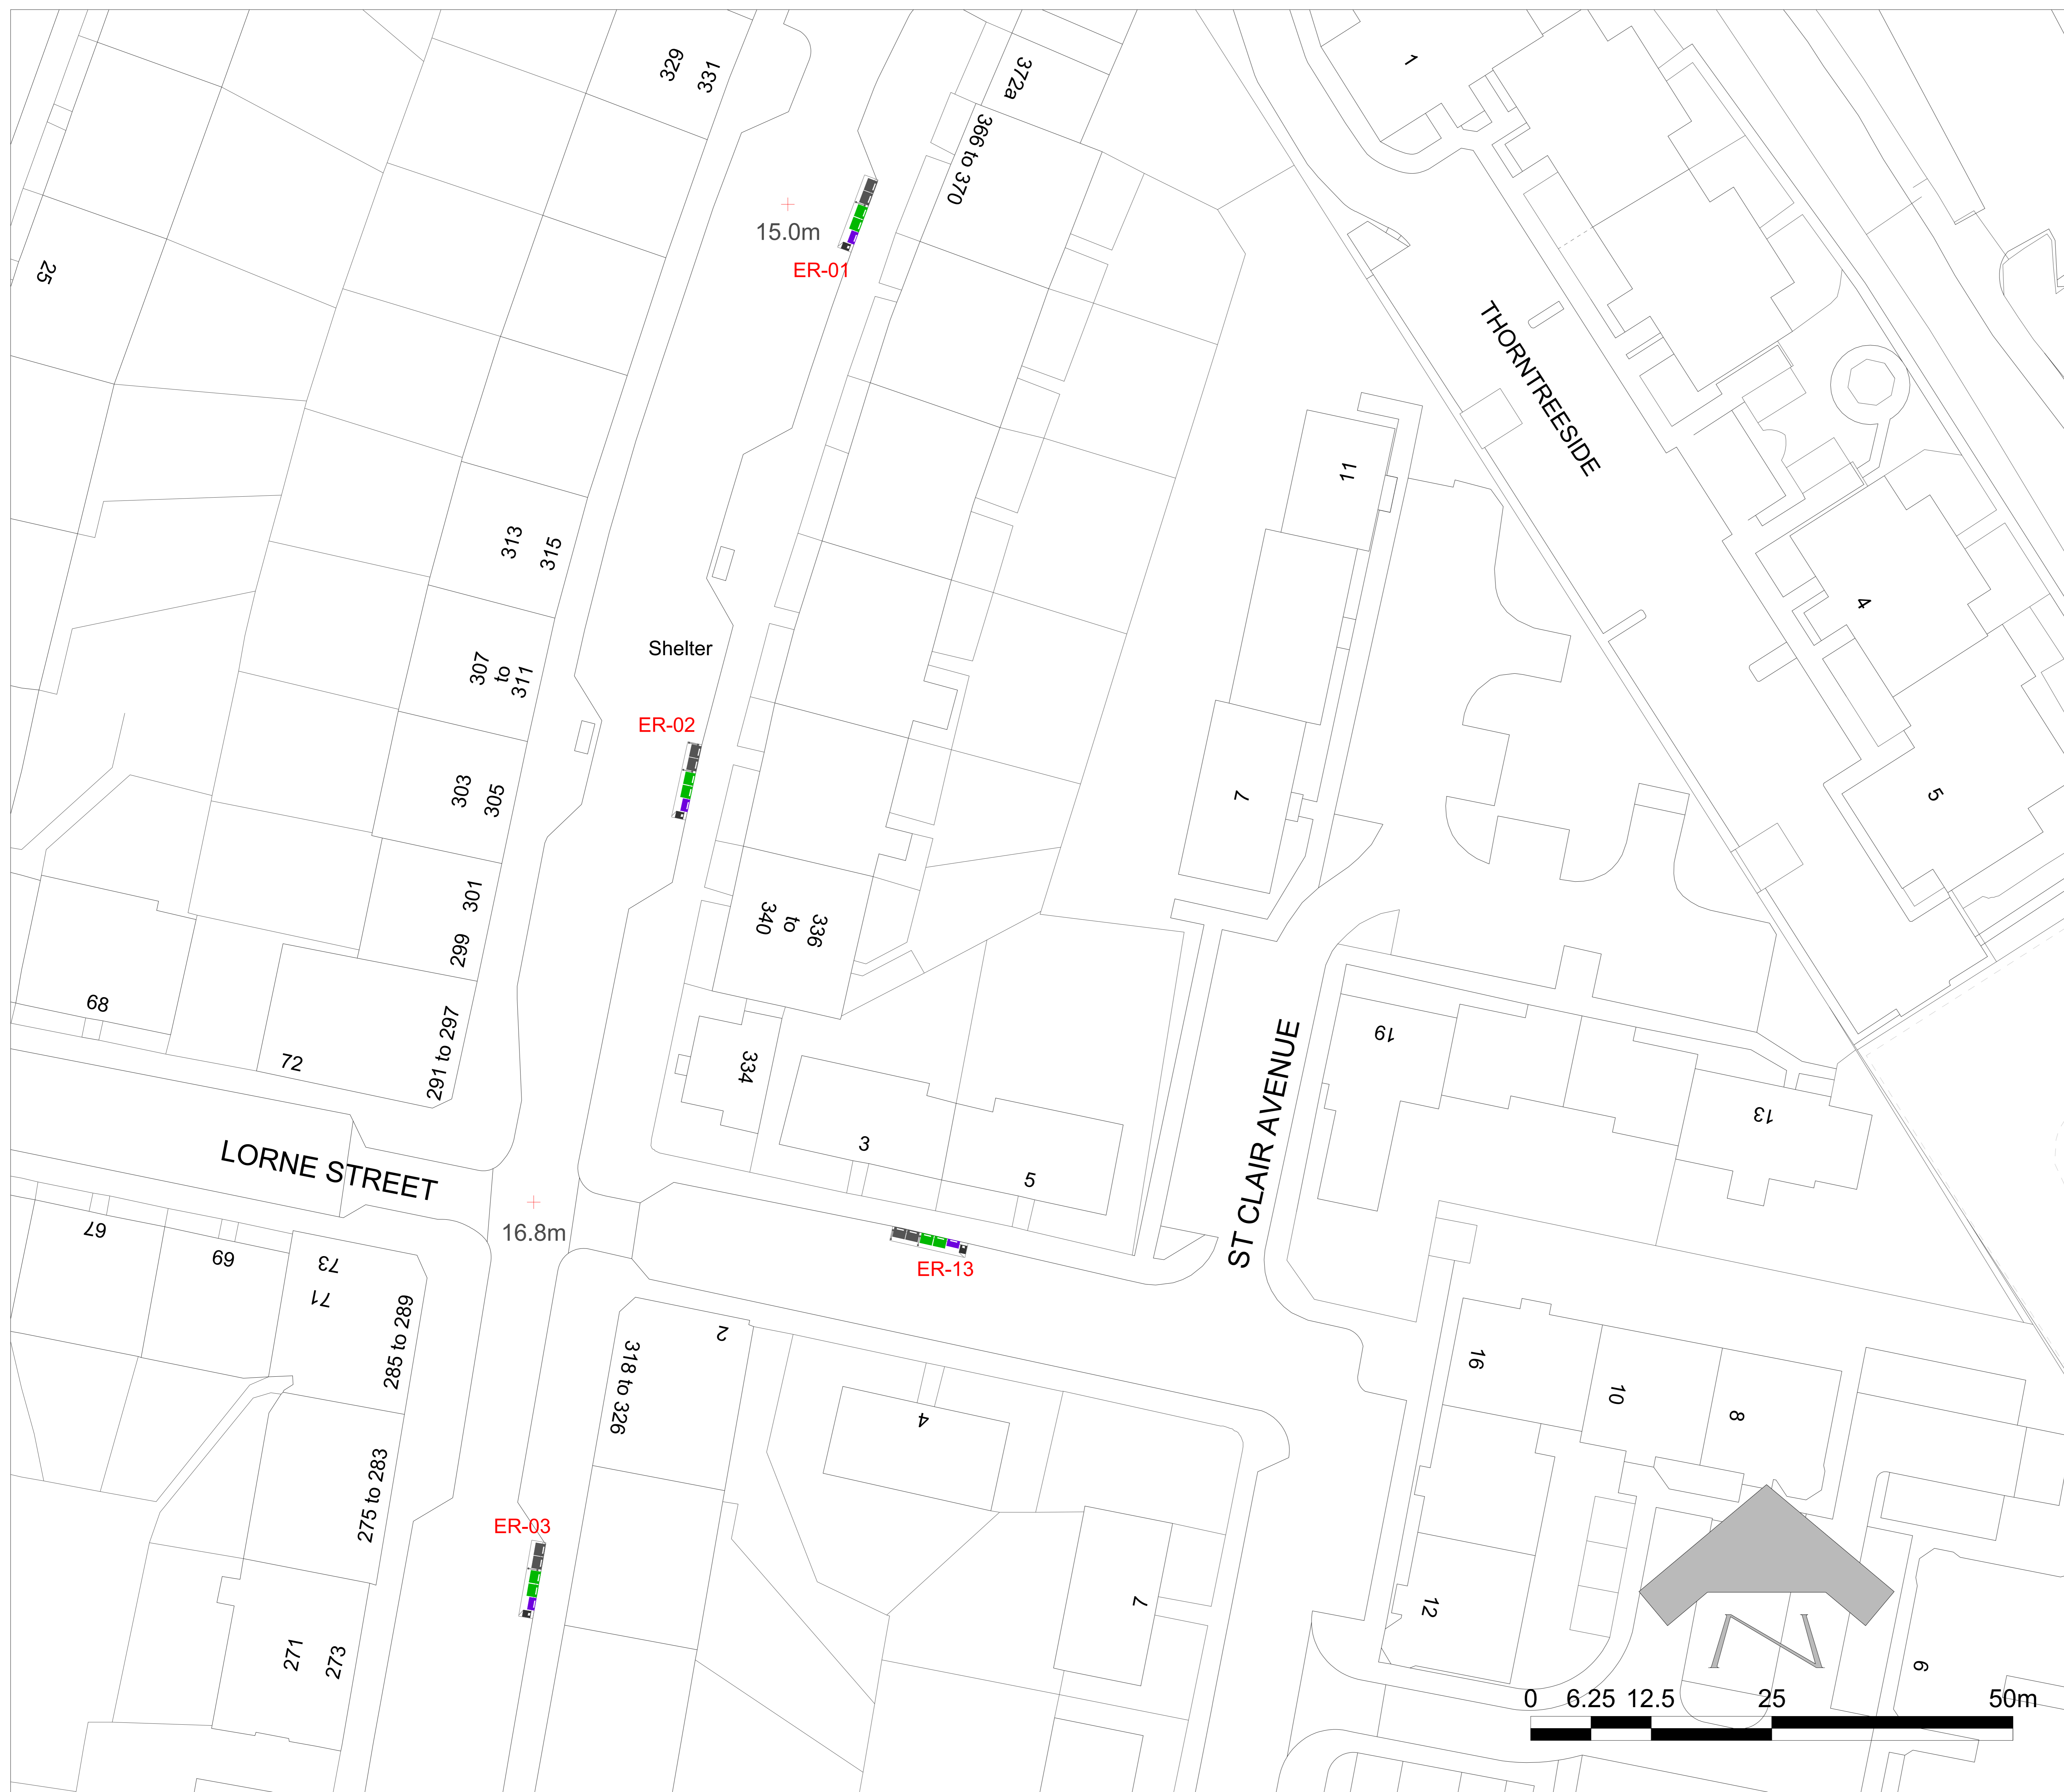 329
331
372a
1
366 to 370
15.0m
ER-01
25
THORNTREESIDE
11
313
315
4
Shelter
307
to
311
ER-02
303
305
7
5
301
299
340
to
336
68
72
291 to 297
334
19
13
ST CLAIR AVENUE
3
5
LORNE STREET
16.8m
67
69
73
71
ER-13
285 to 289
2
318 to 326
4
16
10
8
275 to 283
ER-03
7
12
271
273
N
6
0 6.25 12.5 25 50m